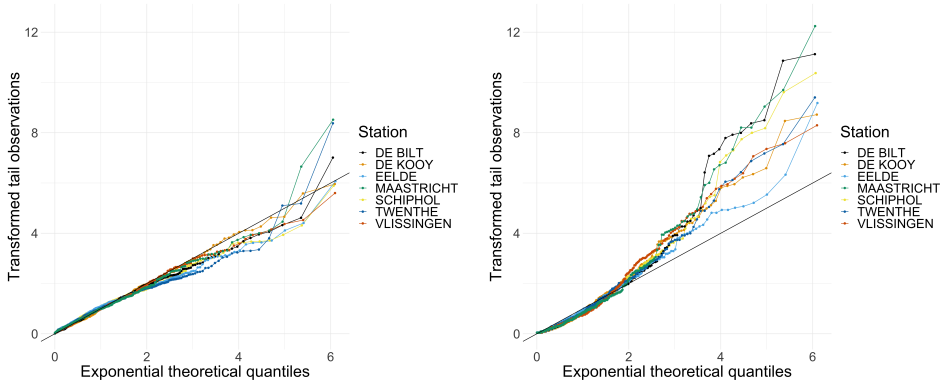 Transformed tail observations
12
8
4
0
0
2
4
6
Exponential theoretical quantiles
Station
DE BILT
DE KOOY
EELDE
MAASTRICHT
SCHIPHOL
TWENTHE
VLISSINGEN
Transformed tail observations
12
8
4
0
0
2
4
6
Exponential theoretical quantiles
Station
DE BILT
DE KOOY
EELDE
MAASTRICHT
SCHIPHOL
TWENTHE
VLISSINGEN